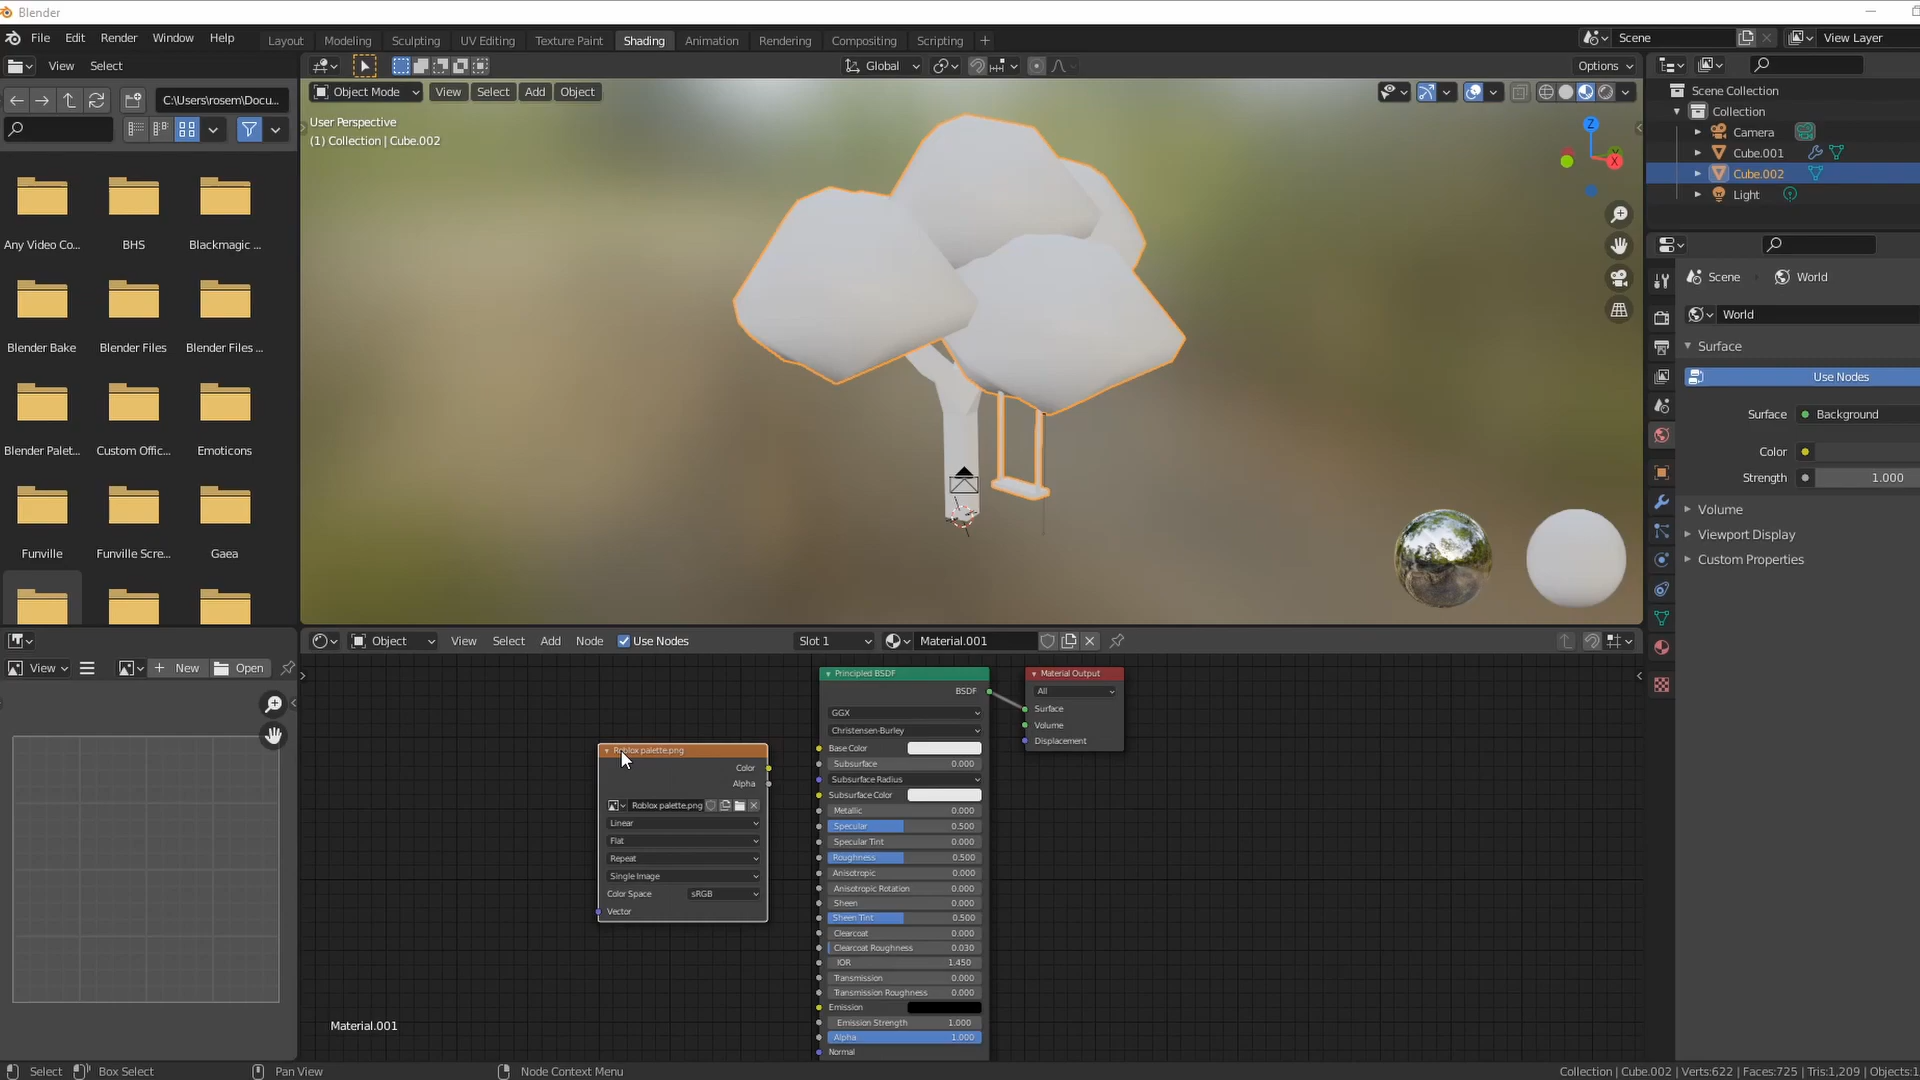 Blender
File Edit Render Window Help
Layout Modeling Sculpting UV Editing Texture Paint Shading Animation Rendering Compositing Scripting +
Scene
View Layer
View Select
Global
Options
C:\Users\rosem\Docu...
Object Mode View Select Add Object
User Perspective
(1) Collection | Cube.002
Z
X
Scene Collection
Collection
Camera
Cube.001
Cube.002
Light
Any Video Co... BHS Blackmagic ...
Blender Bake Blender Files Blender Files ...
Blender Palet... Custom Offic... Emoticons
Funville Funville Scre... Gaea
Scene World
World
Surface
Use Nodes
Surface Background
Color
Strength 1.000
Volume
Viewport Display
Custom Properties
Object View Select Add Node Use Nodes Slot 1 Material.001
View New Open
Roblox palette.png
Color
Alpha
Roblox palette.png
Linear
Flat
Repeat
Single Image
Color Space sRGB
Vector
Principled BSDF
BSDF
GGX
Christensen-Burley
Base Color
Subsurface 0.000
Subsurface Radius
Subsurface Color
Metallic 0.000
Specular 0.500
Specular Tint 0.000
Roughness 0.500
Anisotropic 0.000
Anisotropic Rotation 0.000
Sheen 0.000
Sheen Tint 0.500
Clearcoat 0.000
Clearcoat Roughness 0.030
IOR 1.450
Transmission 0.000
Transmission Roughness 0.000
Emission
Emission Strength 1.000
Alpha 1.000
Normal
Material Output
All
Surface
Volume
Displacement
Material.001
Select Box Select Pan View Node Context Menu
Collection | Cube.002 | Verts:622 | Faces:725 | Tris:1,209 | Objects:1